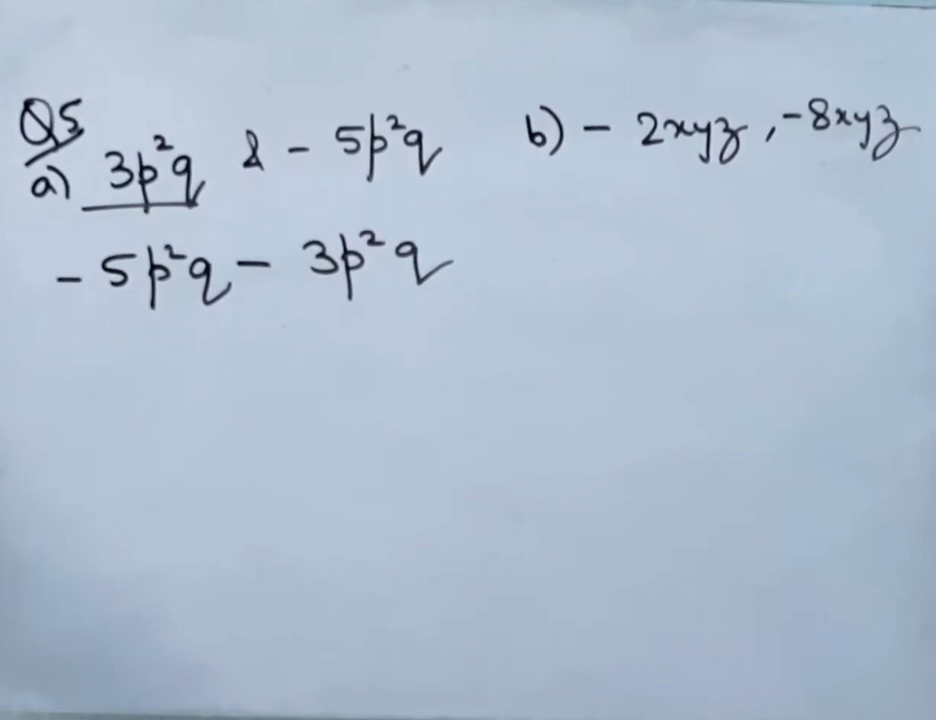 Q5
a) 3p²q & - 5p²q b) - 2xyz, -8xyz
- 5p²q - 3p²q